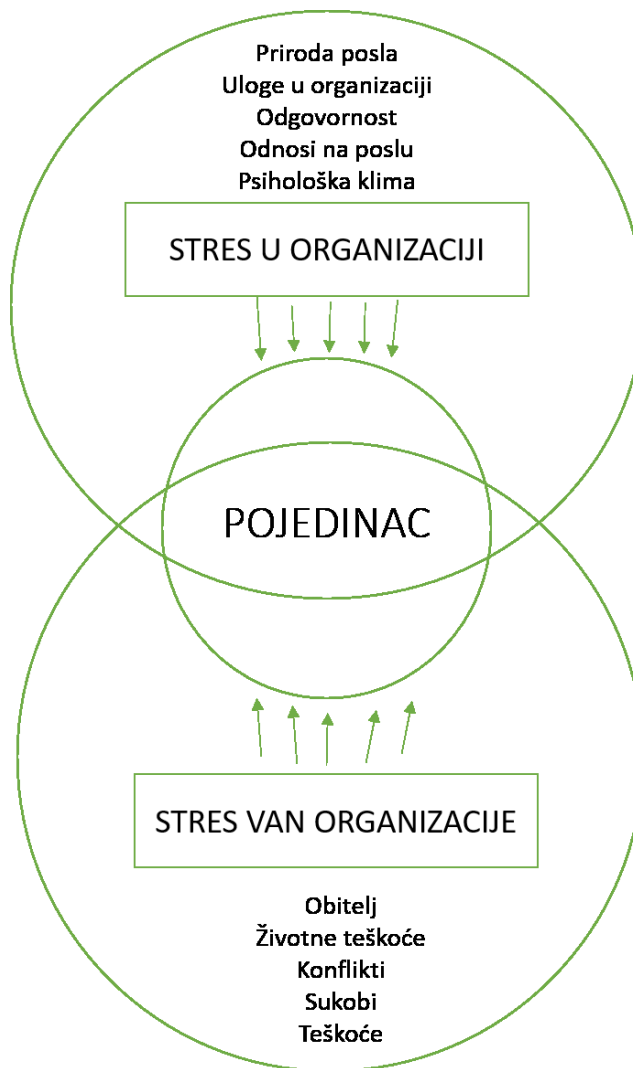 Priroda posla
Uloge u organizaciji
Odgovornost
Odnosi na poslu
Psihološka klima
STRES U ORGANIZACIJI
POJEDINAC
STRES VAN ORGANIZACIJE
Obitelj
Životne teškoće
Konflikti
Sukobi
Teškoće